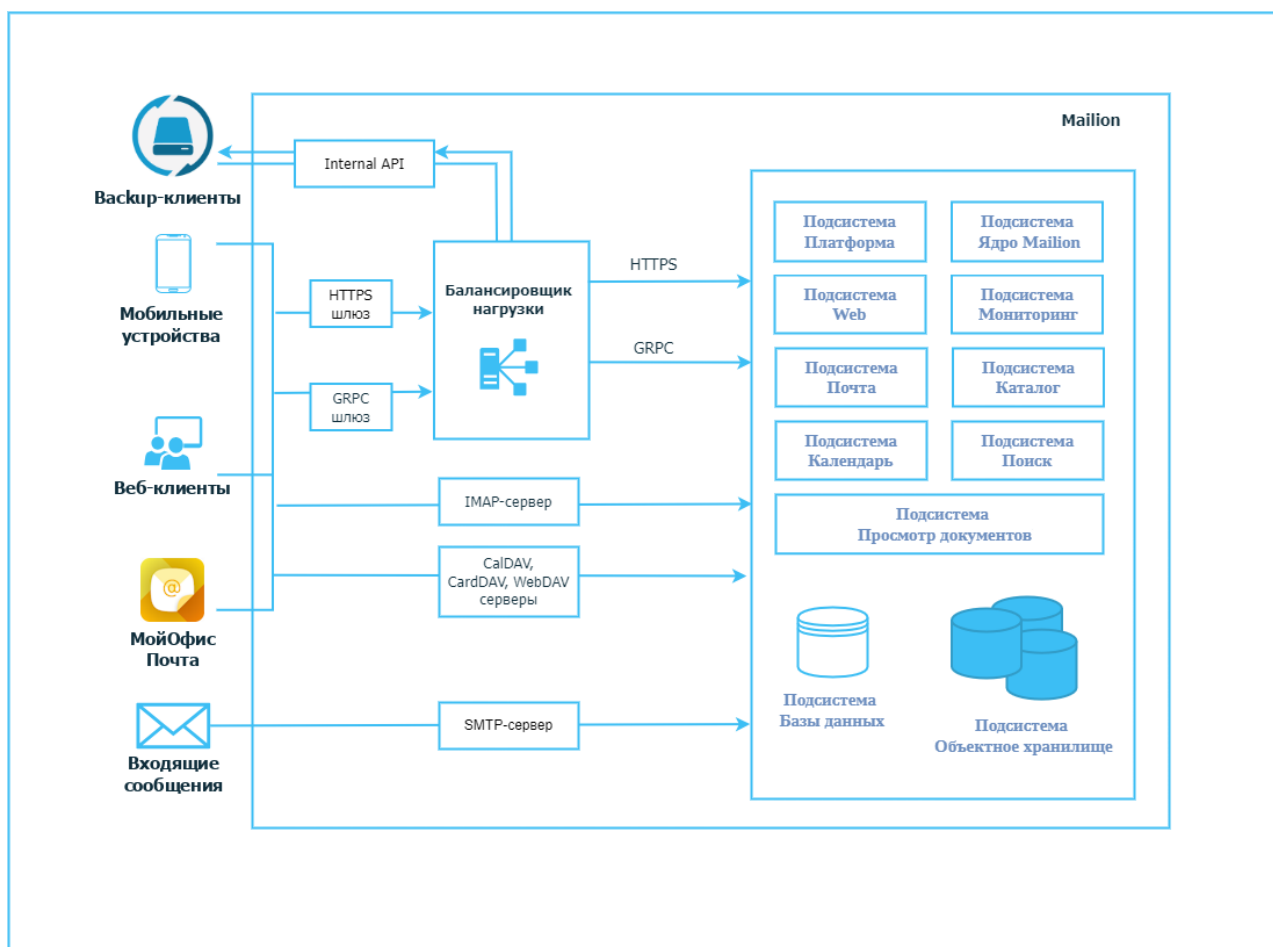 Mailion
Internal API
Backup-клиенты
Мобильные
устройства
HTTPS
шлюз
GRPC
шлюз
Балансировщик
нагрузки
HTTPS
GRPC
Веб-клиенты
IMAP-сервер
CalDAV,
CardDAV, WebDAV
серверы
@
МойОфис
Почта
SMTP-сервер
Входящие
сообщения
Подсистема
Платформа
Подсистема
Ядро Mailion
Подсистема
Web
Подсистема
Мониторинг
Подсистема
Почта
Подсистема
Каталог
Подсистема
Календарь
Подсистема
Поиск
Подсистема
Просмотр документов
Подсистема
Базы данных
Подсистема
Объектное хранилище